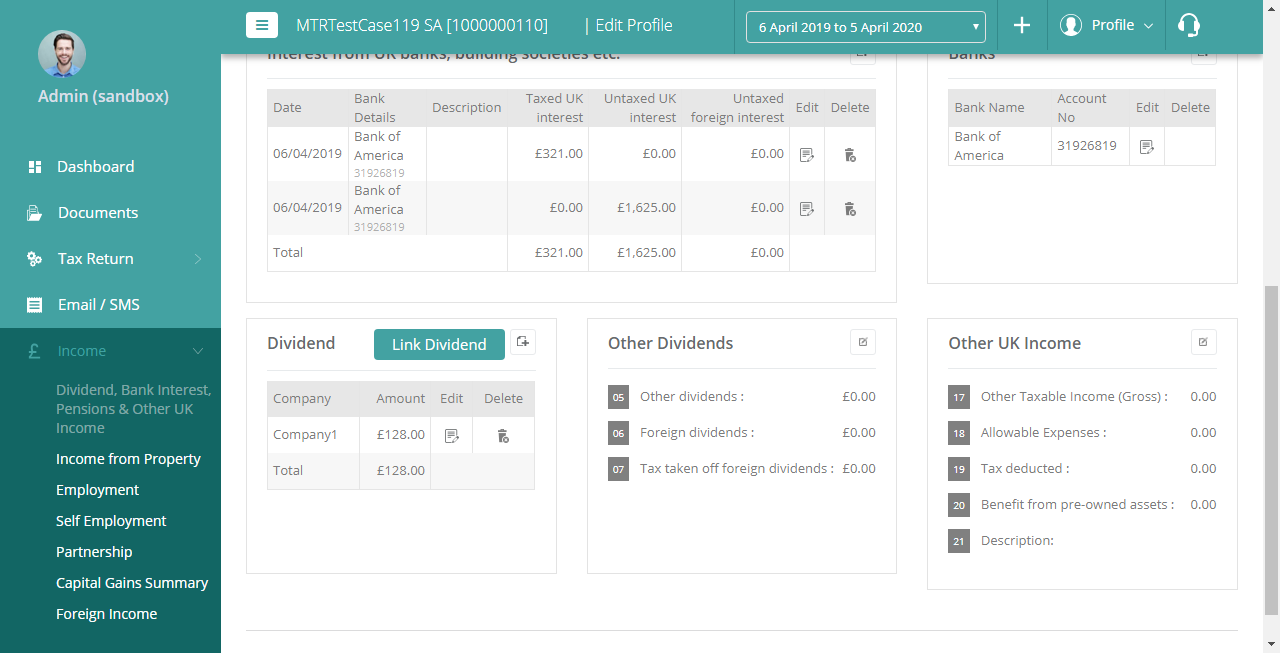 MTRTestCase119 SA [1000000110] | Edit Profile
6 April 2019 to 5 April 2020
Profile
Admin (sandbox)
Dashboard
Documents
Tax Return
Email / SMS
Income
Dividend, Bank Interest,
Pensions & Other UK
Income
Income from Property
Employment
Self Employment
Partnership
Capital Gains Summary
Foreign Income
Interest from UK banks, building societies etc.
Date Bank Details Description Taxed UK interest Untaxed UK interest Untaxed foreign interest Edit Delete
06/04/2019 Bank of America 31926819 £321.00 £0.00 £0.00
06/04/2019 Bank of America 31926819 £0.00 £1,625.00 £0.00
Total £321.00 £1,625.00 £0.00
Banks
Bank Name Account No Edit Delete
Bank of America 31926819
Dividend Link Dividend
Company Amount Edit Delete
Company1 £128.00
Total £128.00
Other Dividends
05 Other dividends : £0.00
06 Foreign dividends : £0.00
07 Tax taken off foreign dividends : £0.00
Other UK Income
17 Other Taxable Income (Gross) : 0.00
18 Allowable Expenses : 0.00
19 Tax deducted : 0.00
20 Benefit from pre-owned assets : 0.00
21 Description: